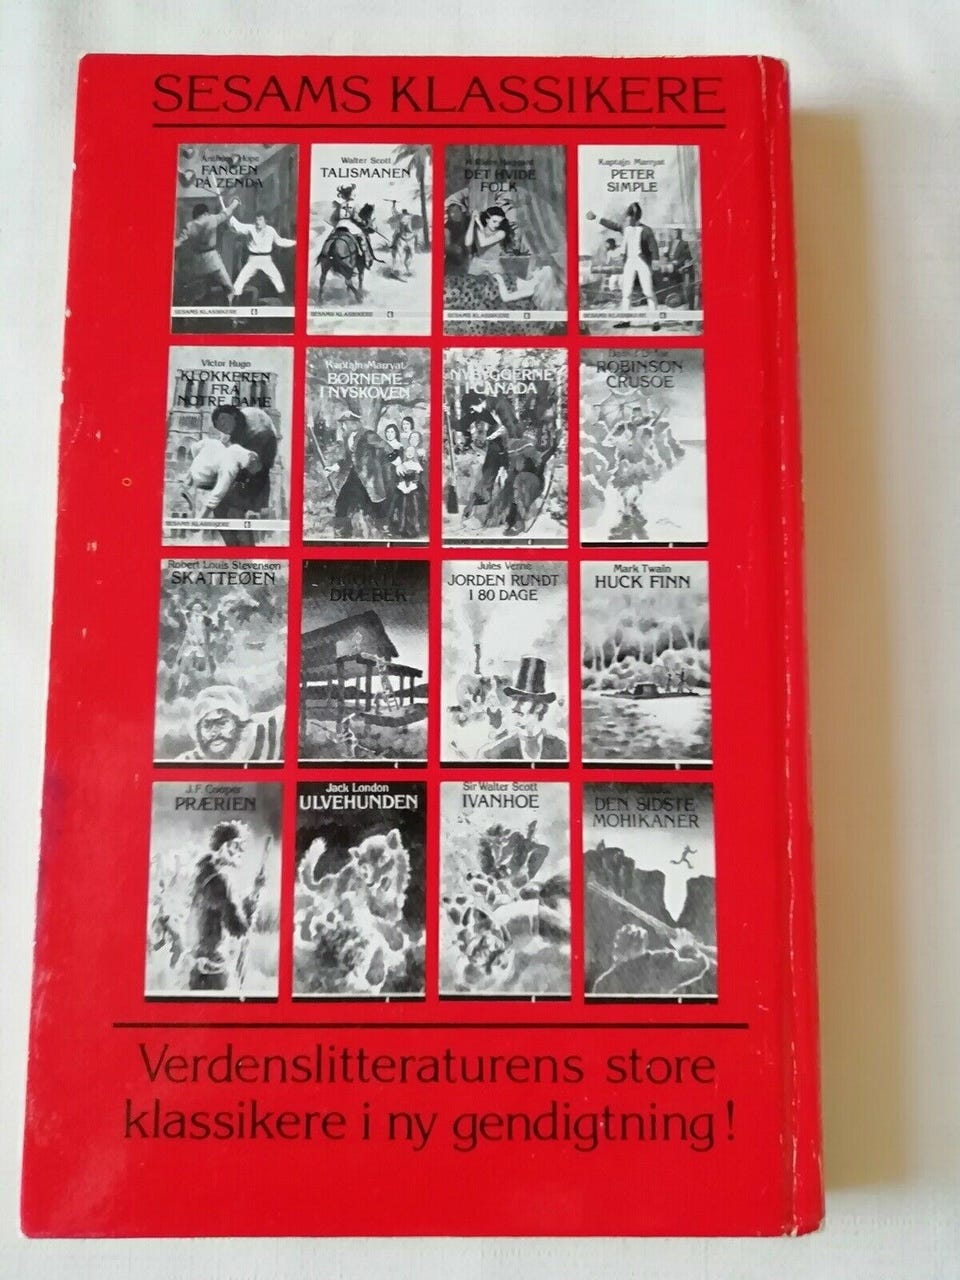 SESAMS KLASSIKERE
Anthony Hope
FANGEN
PÅ ZENDA
SESAMS KLASSIKERE
Walter Scott
TALISMANEN
SESAMS KLASSIKERE
H. Rider Haggard
DET HVIDE
FOLK
SESAMS KLASSIKERE
Kaptajn Marryat
PETER
SIMPLE
SESAMS KLASSIKERE
Victor Hugo
KLOKKEREN
FRA
NOTRE DAME
SESAMS KLASSIKERE
Kaptajn Marryat
BØRNENE
I NYSKOVEN
NYBYGGERNE
I CANADA
ROBINSON
CRUSOE
Robert Louis Stevenson
SKATTEØEN
DRÆBER
Jules Verne
JORDEN RUNDT
I 80 DAGE
Mark Twain
HUCK FINN
J.F. Cooper
PRÆRIEN
Jack London
ULVEHUNDEN
Sir Walter Scott
IVANHOE
DEN SIDSTE
MOHIKANER
Verdenslitteraturens store
klassikere i ny gendigtning!